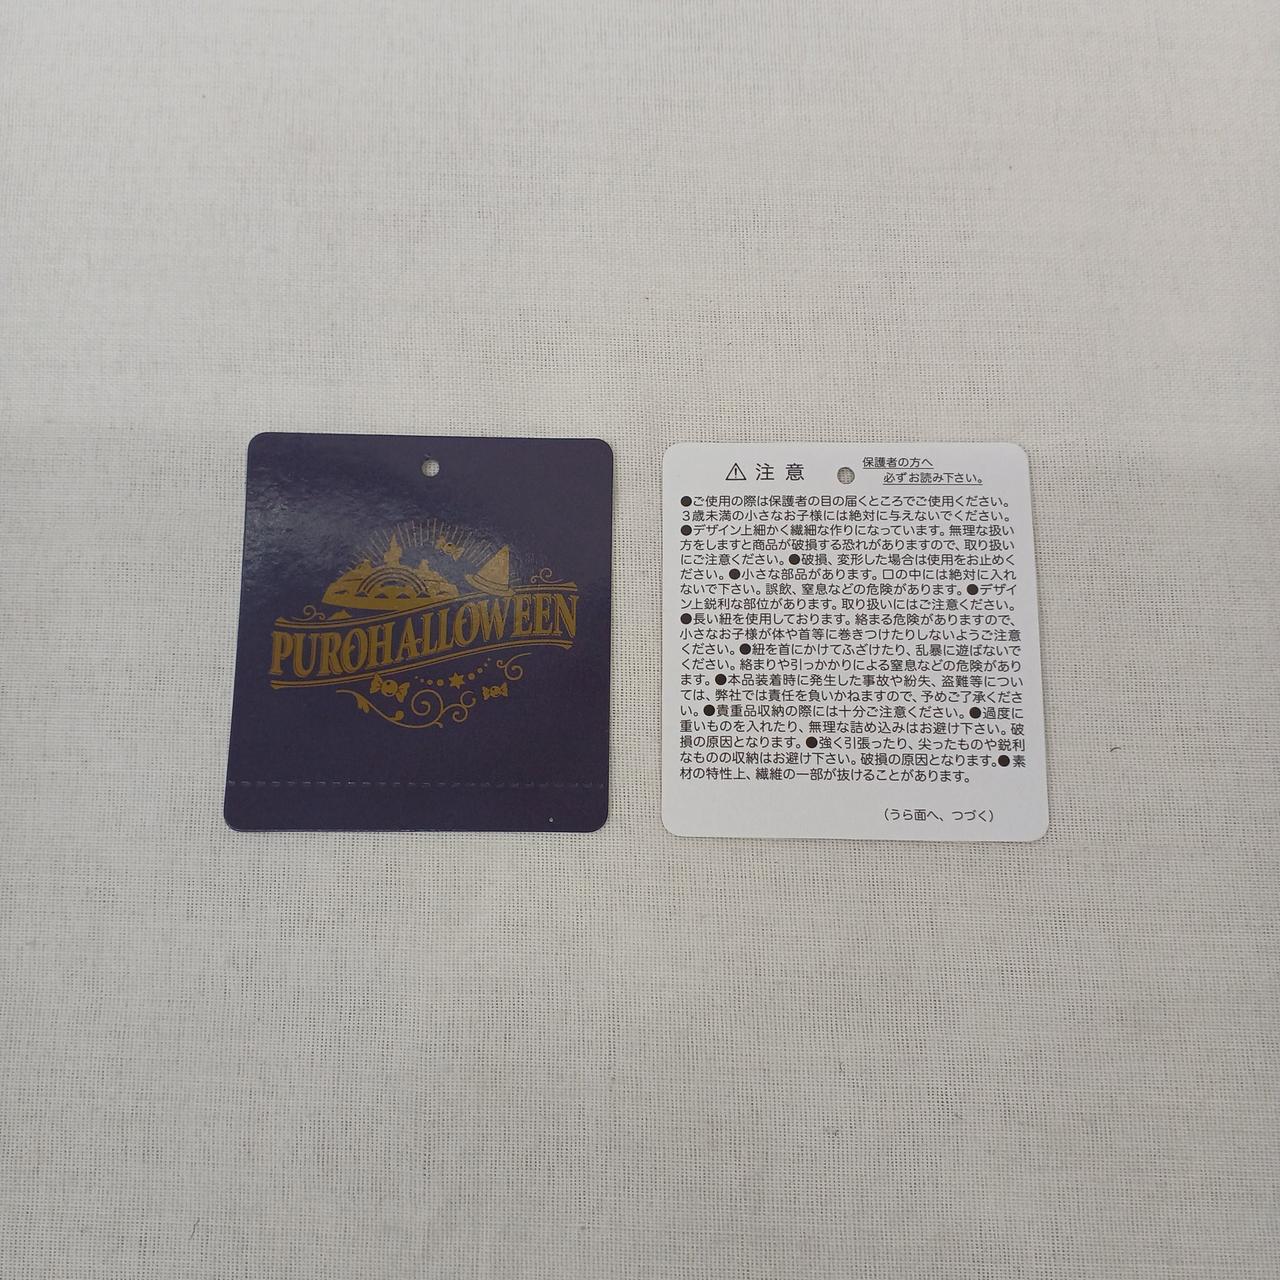 PUROHALLOWEEN
⚠注意
保護者の方へ
必ずお読み下さい。
●ご使用の際は保護者の目の届くところでご使用ください。
3歳未満の小さなお子様には絶対に与えないでください。
●デザイン上細かく繊細な作りになっています。無理な扱い
方をしますと商品が破損する恐れがありますので、取り扱い
にご注意ください。●破損、変形した場合は使用をお止めく
ださい。●小さな部品があります。口の中には絶対に入れ
ないで下さい。誤飲、窒息などの危険があります。●デザイ
ン上鋭利な部位があります。取り扱いにはご注意ください。
●長い紐を使用しております。絡まる危険がありますので、
小さなお子様が体や首等に巻きつけたりしないようご注意
ください。●紐を首にかけてふざけたり、乱暴に遊ばないで
ください。絡まりや引っかかりによる窒息などの危険があり
ます。●本品装着時に発生した事故や紛失、盗難等につい
ては、弊社では責任を負いかねますので、予めご了承くださ
い。●貴重品収納の際には十分ご注意ください。●過度に
重いものを入れたり、無理な詰め込みはお避け下さい。破
損の原因となります。●強く引張ったり、尖ったものや鋭利
なものの収納はお避け下さい。破損の原因となります。●素
材の特性上、繊維の一部が抜けることがあります。
（うら面へ、つづく）